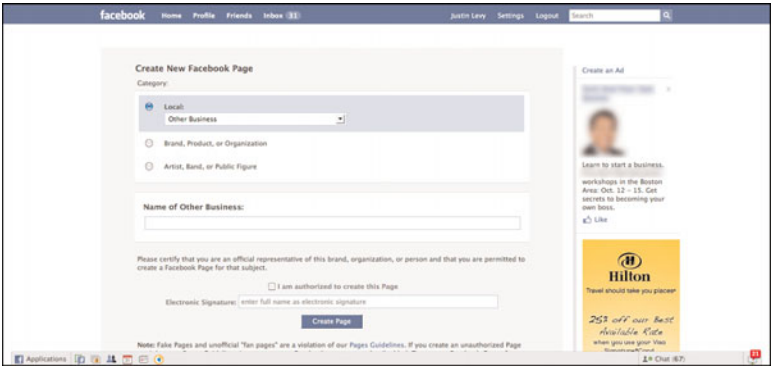 facebook Home Profile Friends Inbox 31 Justin Levy Settings Logout Search
Create New Facebook Page
Category:
Local:
Other Business
Brand, Product, or Organization
Artist, Band, or Public Figure
Name of Other Business:
Please certify that you are an official representative of this brand, organization, or person and that you are permitted to
create a Facebook Page for that subject.
I am authorized to create this Page
Electronic Signature: enter full name as electronic signature
Create Page
Note: Fake Pages and unofficial "fan pages" are a violation of our Pages Guidelines. If you create an unauthorized Page
Create an Ad
Learn to start a business.
workshops in the Boston
Area: Oct. 12 - 15. Get
secrets to becoming your
own boss.
Like
Hilton
Travel should take you places
25% off our Best
Available Rate
when you use your Visa
Applications
Chat (67)
31